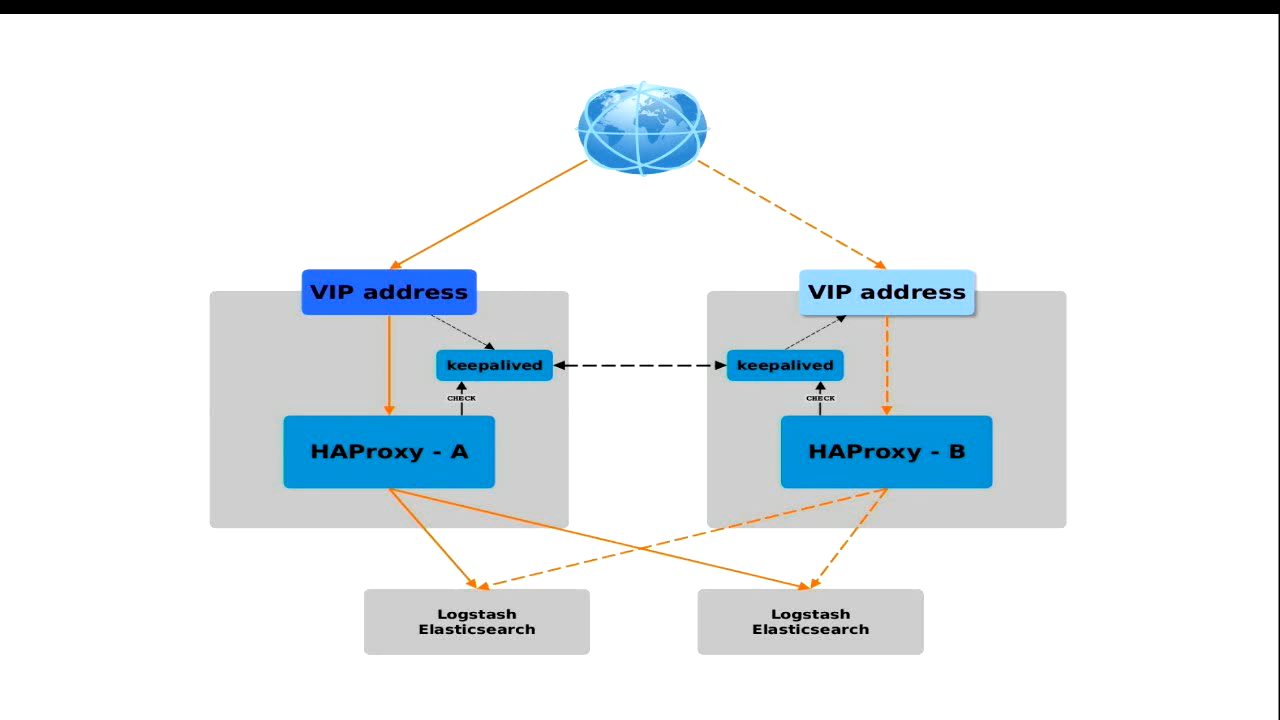 VIP address
VIP address
keepalived
keepalived
CHECK
CHECK
HAProxy - A
HAProxy - B
Logstash
Elasticsearch
Logstash
Elasticsearch